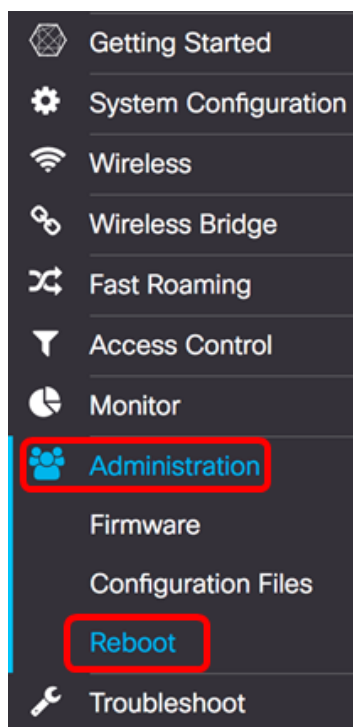 Getting Started
System Configuration
Wireless
Wireless Bridge
Fast Roaming
Access Control
Monitor
Administration
Firmware
Configuration Files
Reboot
Troubleshoot